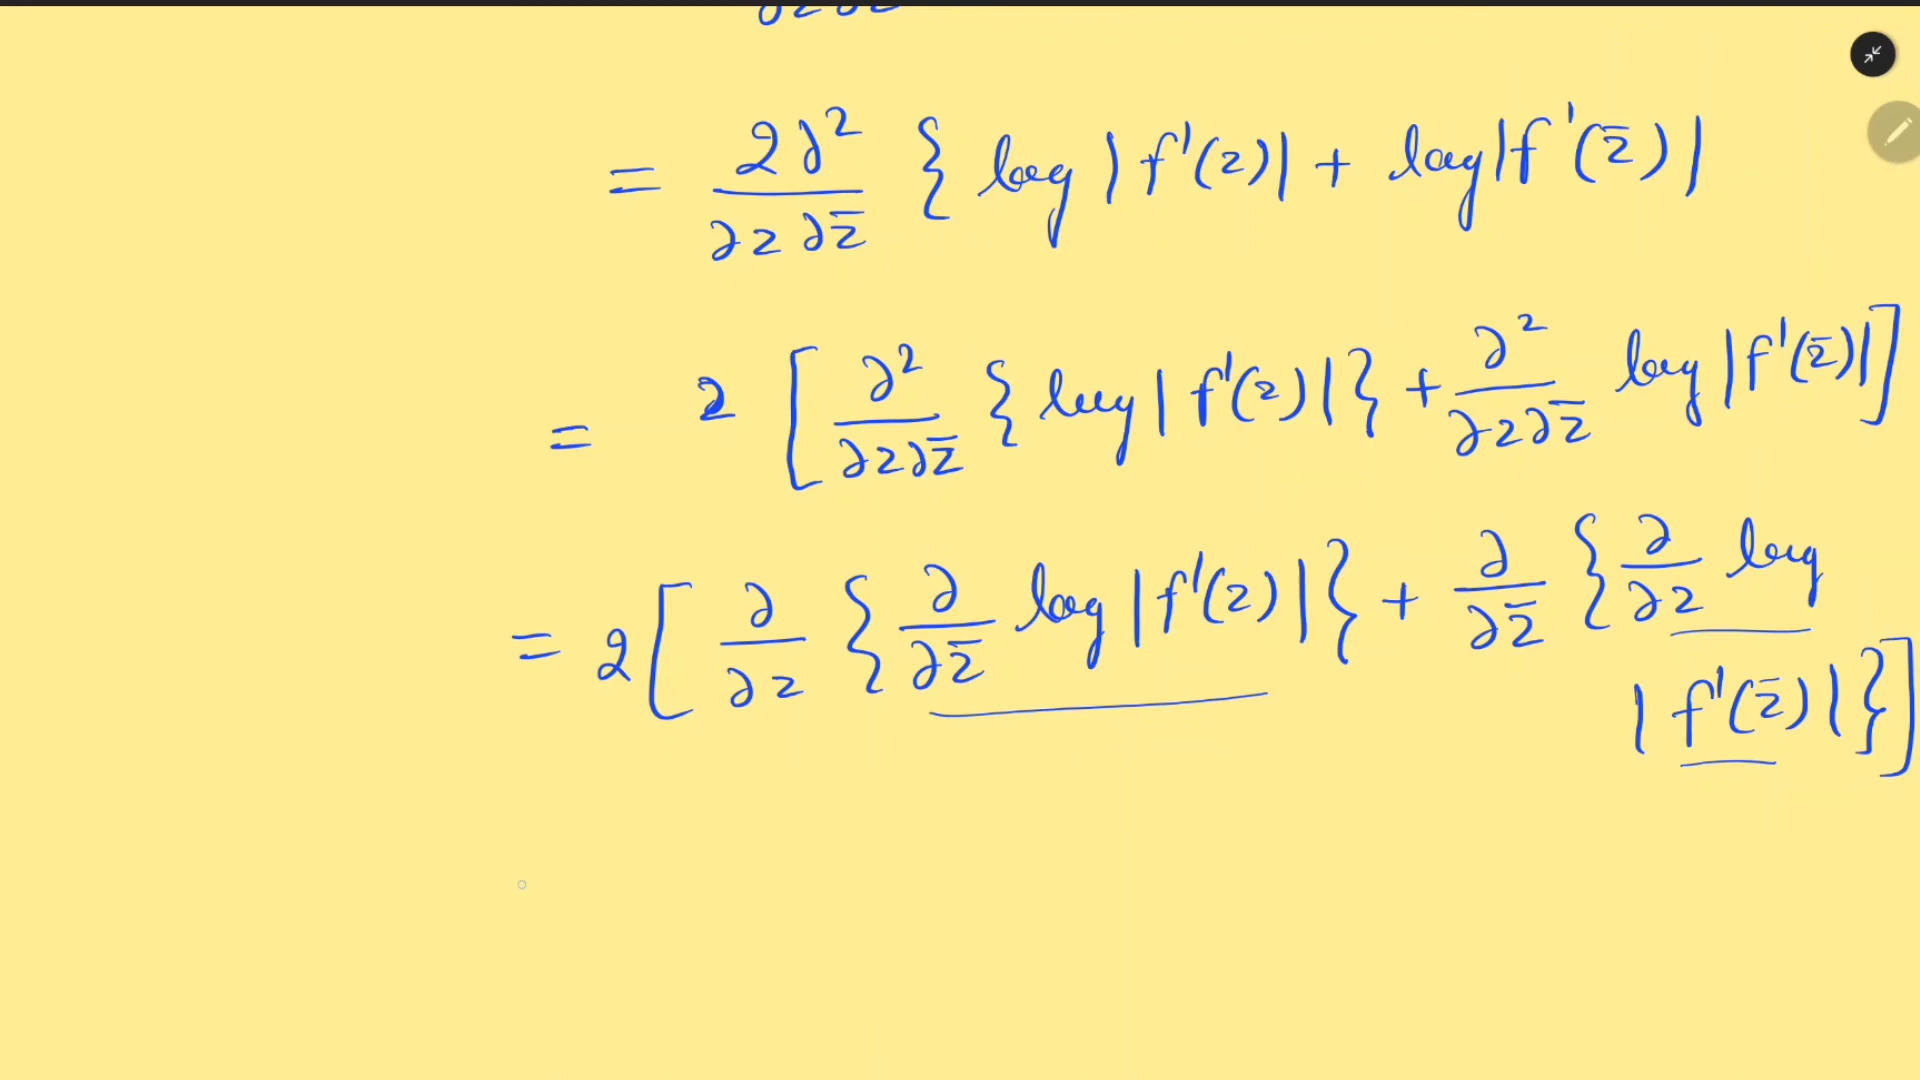 = 2∂² / ∂z ∂z̄ { log |f'(z)| + log|f'(z̄)|
= 2 [ ∂² / ∂z∂z̄ { log |f'(z)| } + ∂² / ∂z∂z̄ log |f'(z̄)| ]
= 2 [ ∂/∂z { ∂/∂z̄ log |f'(z)| } + ∂/∂z̄ { ∂/∂z log
|f'(z̄)| } ]